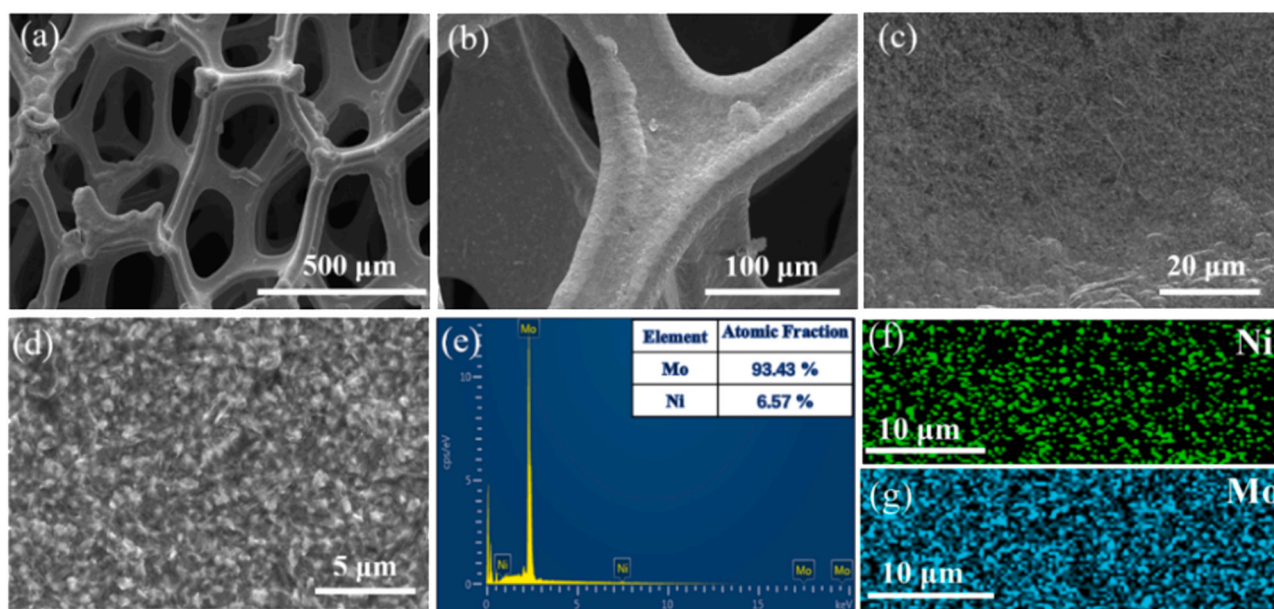 (a)
500 µm
(b)
100 µm
(c)
20 µm
(d)
5 µm
(e)
Mo
Element Atomic Fraction
Mo 93.43 %
Ni 6.57 %
cps/eV
10
5
0
Ni
Ni
Mo
Mo
0 5 10 15 keV
(f)
Ni
10 µm
(g)
Mo
10 µm